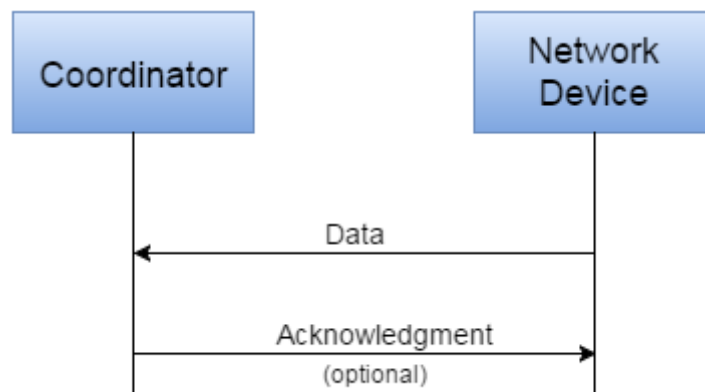 Coordinator
Network
Device
Data
Acknowledgment
(optional)